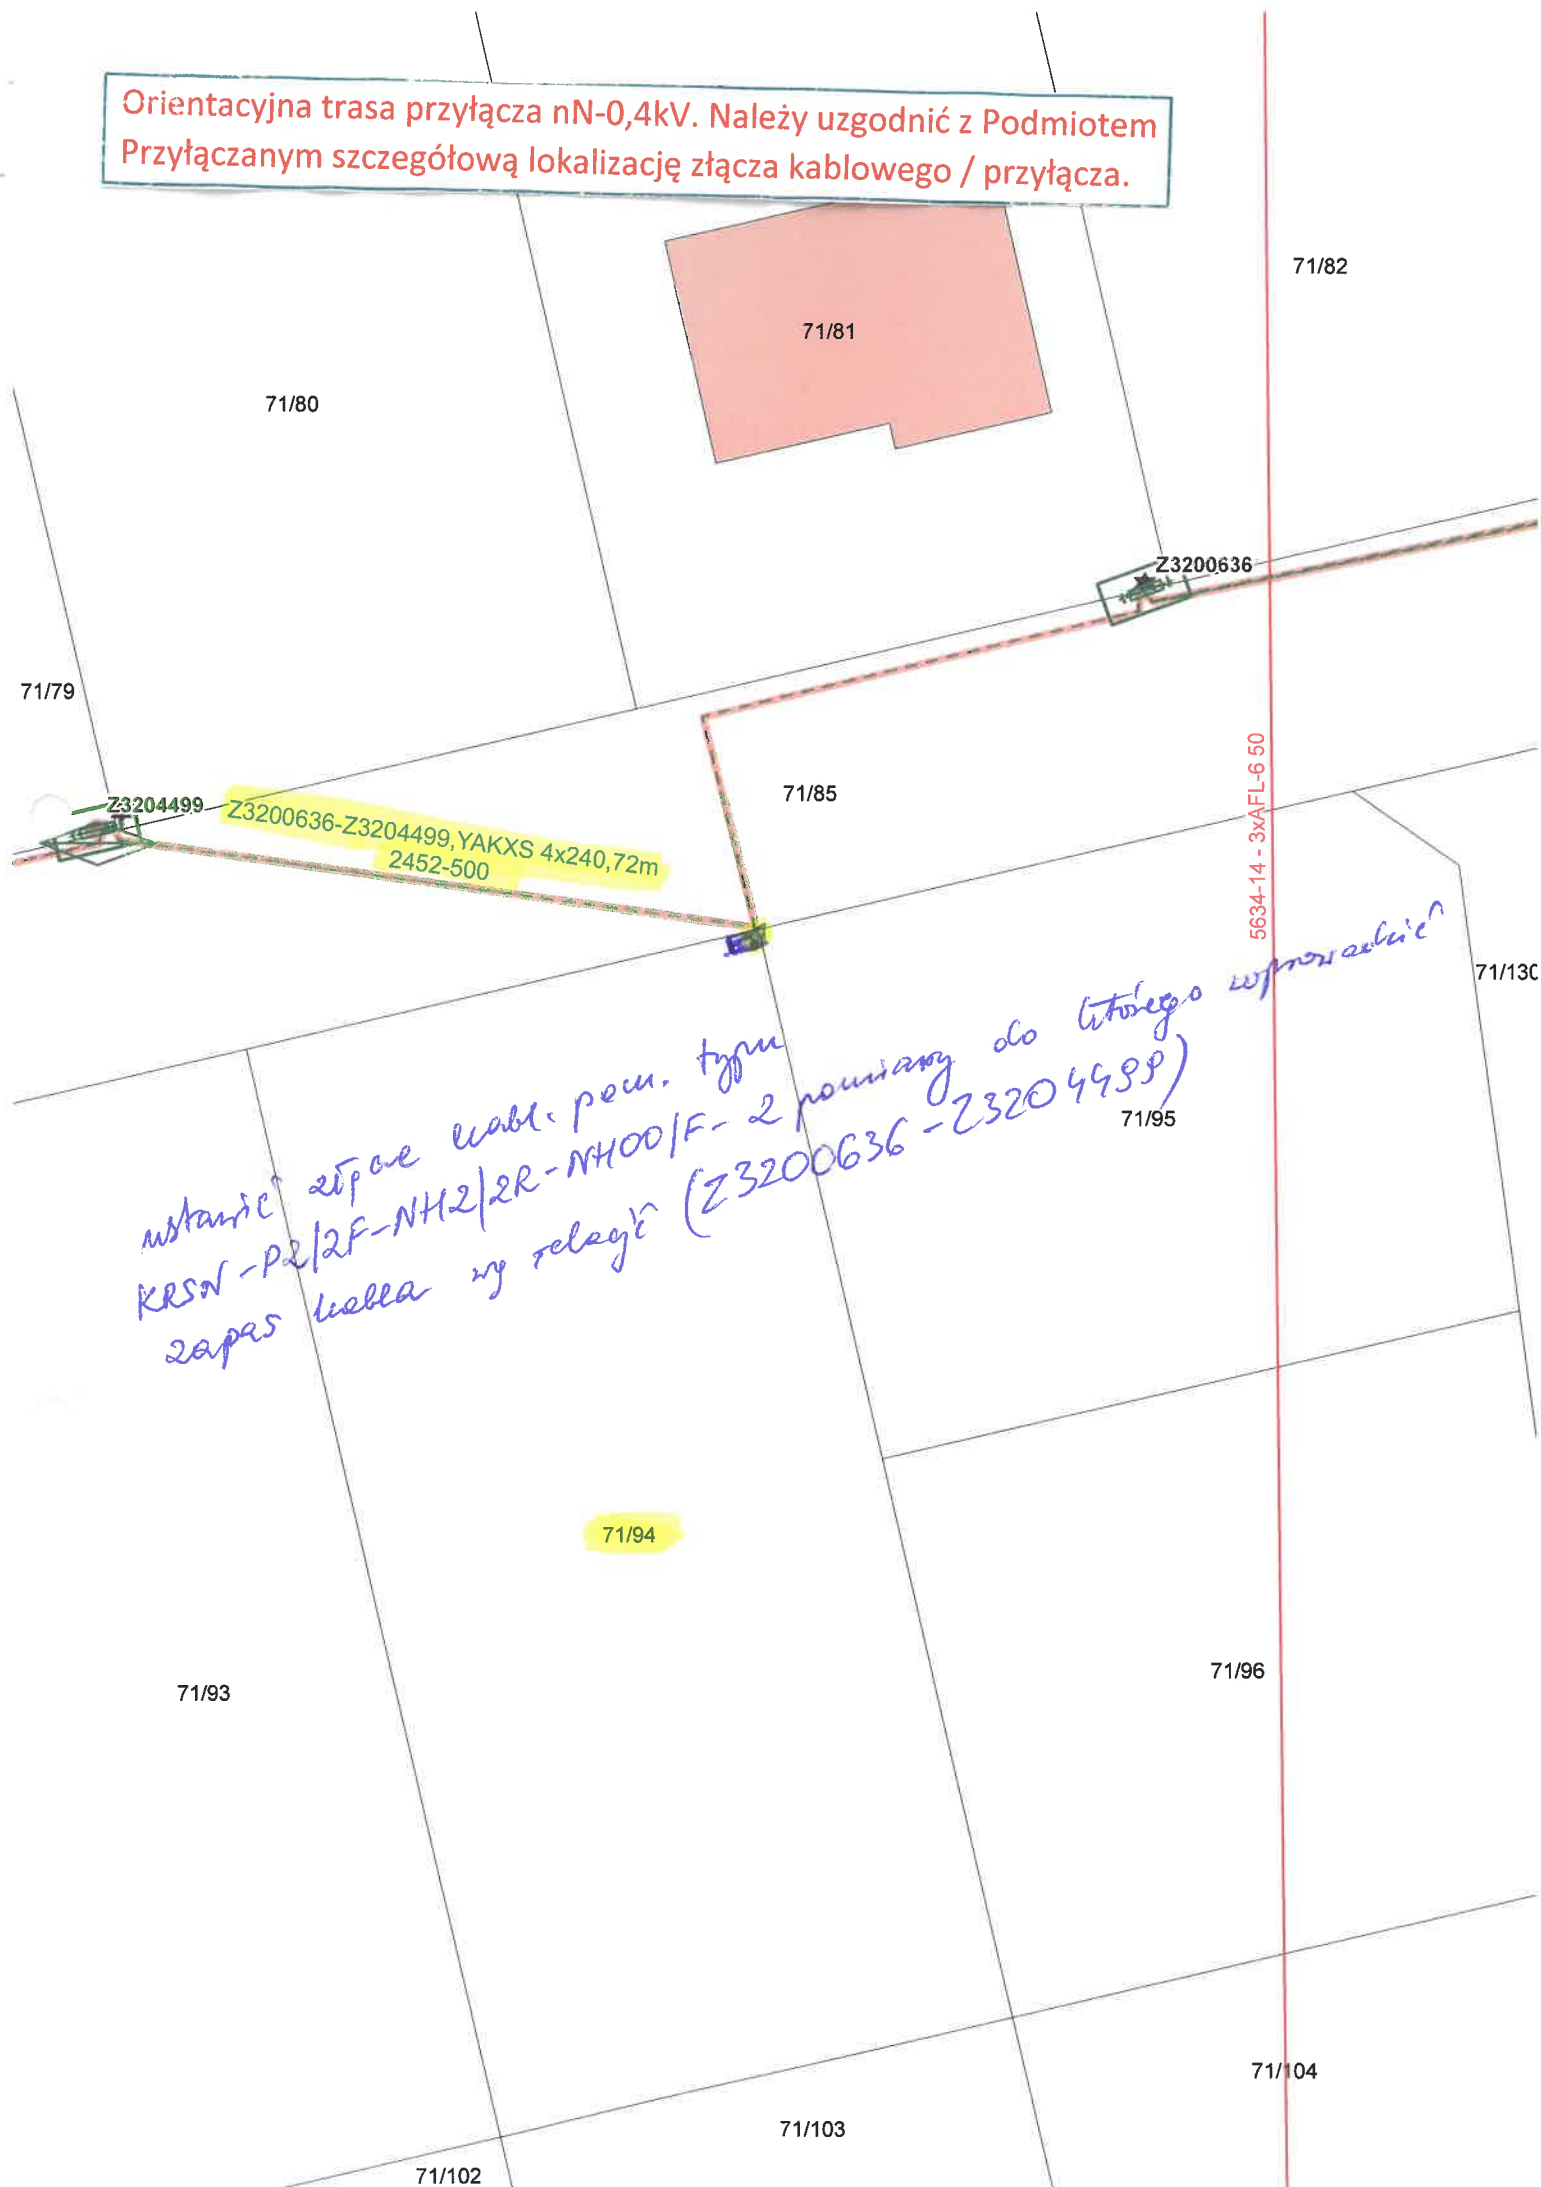 Orientacyjna trasa przyłącza nN-0,4kV. Należy uzgodnić z Podmiotem
Przyłączanym szczegółową lokalizację złącza kablowego / przyłącza.
71/82
71/81
71/80
Z3200636
71/79
71/85
Z3204499
Z3200636-Z3204499,YAKXS 4x240,72m
2452-500
5634-14 - 3xAFL-6 50
71/130
71/95
wstawić złącze kabl. pom. typu
KRSN-P2/2F-NH2/2R-NH00/F-2 pomiary do którego wprowadzić
zapas kabla wg relacji (Z3200636-Z3204499)
71/94
71/93
71/96
71/104
71/103
71/102